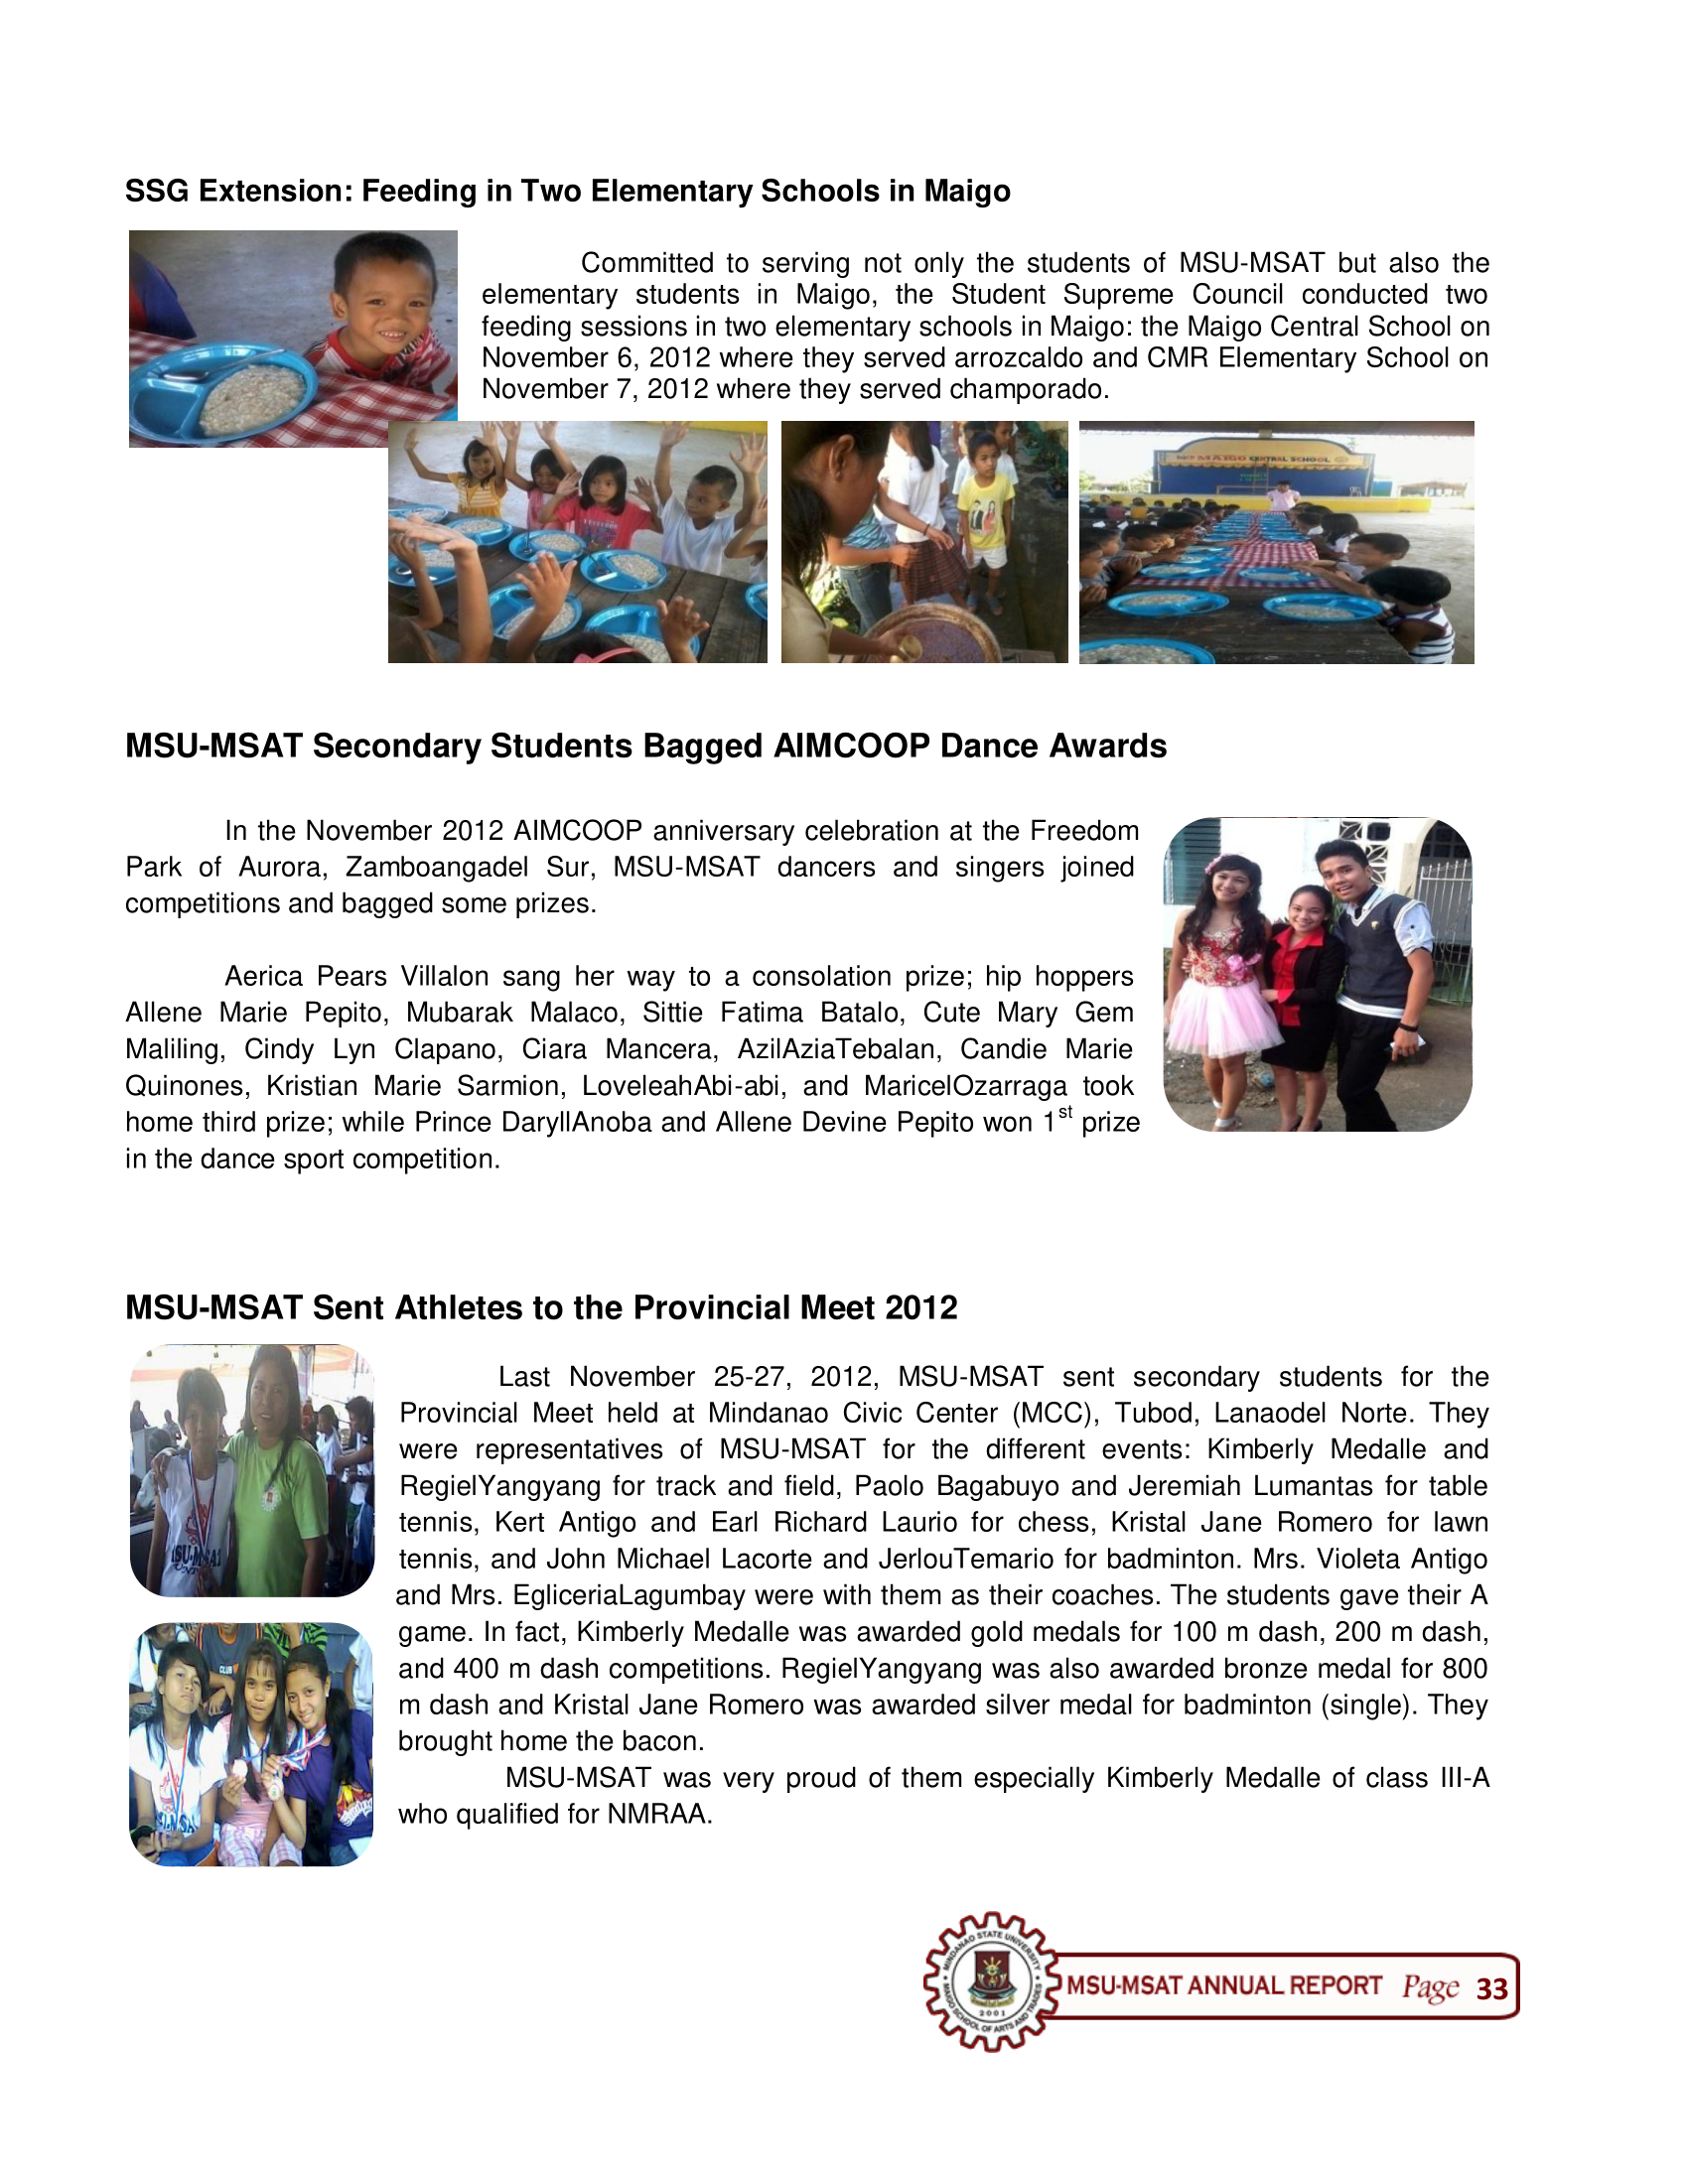 SSG Extension: Feeding in Two Elementary Schools in Maigo
Committed to serving not only the students of MSU-MSAT but also the
elementary students in Maigo, the Student Supreme Council conducted two
feeding sessions in two elementary schools in Maigo: the Maigo Central School on
November 6, 2012 where they served arrozcaldo and CMR Elementary School on
November 7, 2012 where they served champorado.
MAIGO CENTRAL SCHOOL
MSU-MSAT Secondary Students Bagged AIMCOOP Dance Awards
In the November 2012 AIMCOOP anniversary celebration at the Freedom
Park of Aurora, Zamboangadel Sur, MSU-MSAT dancers and singers joined
competitions and bagged some prizes.
Aerica Pears Villalon sang her way to a consolation prize; hip hoppers
Allene Marie Pepito, Mubarak Malaco, Sittie Fatima Batalo, Cute Mary Gem
Maliling, Cindy Lyn Clapano, Ciara Mancera, AzilAziaTebalan, Candie Marie
Quinones, Kristian Marie Sarmion, LoveleahAbi-abi, and MaricelOzarraga took
home third prize; while Prince DaryllAnoba and Allene Devine Pepito won 1st prize
in the dance sport competition.
MSU-MSAT Sent Athletes to the Provincial Meet 2012
Last November 25-27, 2012, MSU-MSAT sent secondary students for the
Provincial Meet held at Mindanao Civic Center (MCC), Tubod, Lanaodel Norte. They
were representatives of MSU-MSAT for the different events: Kimberly Medalle and
RegielYangyang for track and field, Paolo Bagabuyo and Jeremiah Lumantas for table
tennis, Kert Antigo and Earl Richard Laurio for chess, Kristal Jane Romero for lawn
tennis, and John Michael Lacorte and JerlouTemario for badminton. Mrs. Violeta Antigo
and Mrs. EgliceriaLagumbay were with them as their coaches. The students gave their A
game. In fact, Kimberly Medalle was awarded gold medals for 100 m dash, 200 m dash,
and 400 m dash competitions. RegielYangyang was also awarded bronze medal for 800
m dash and Kristal Jane Romero was awarded silver medal for badminton (single). They
brought home the bacon.
MSU-MSAT was very proud of them especially Kimberly Medalle of class III-A
who qualified for NMRAA.
MINDANAO STATE UNIVERSITY
MAIGO SCHOOL OF ARTS AND TRADES
2001
MSU-MSAT ANNUAL REPORT Page 33